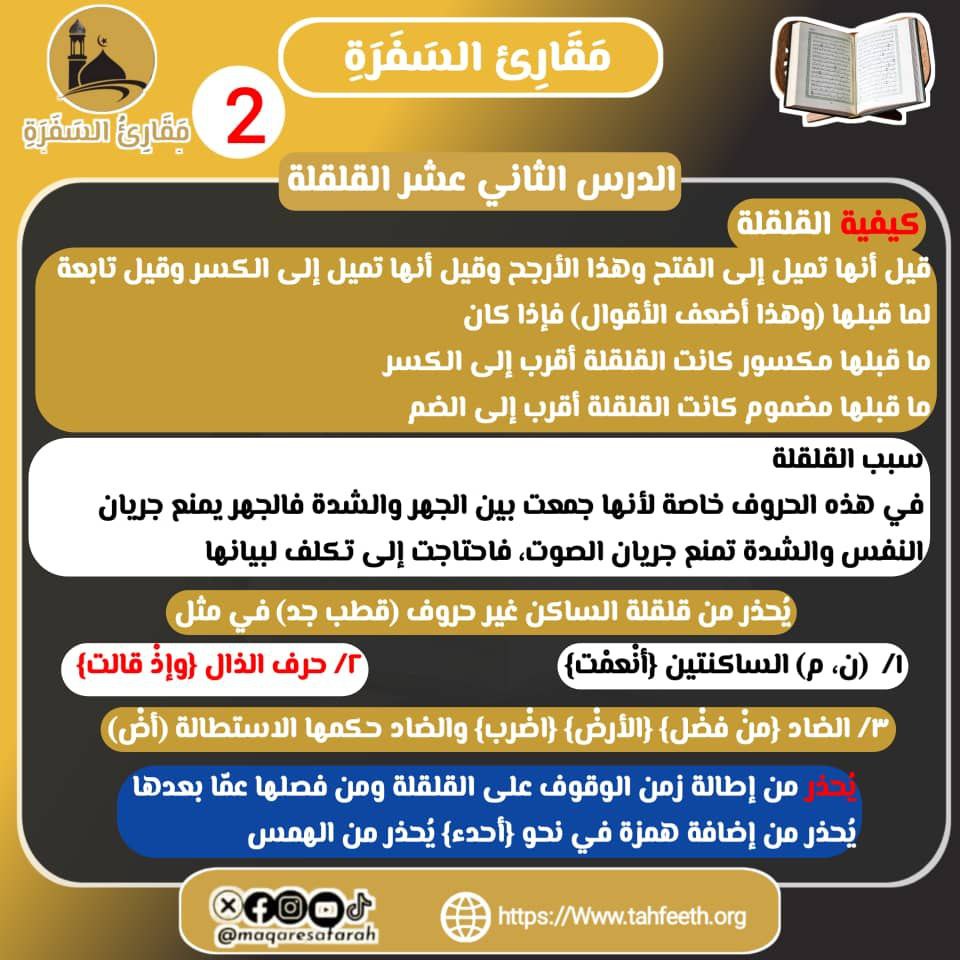 مَقَارِئ السَفَرَةِ
مَقَارِئُ السَفَرَةِ
2
الدرس الثاني عشر القلقلة
كيفية القلقلة
قيل أنها تميل إلى الفتح وهذا الأرجح وقيل أنها تميل إلى الكسر وقيل تابعة
لما قبلها (وهذا أضعف الأقوال) فإذا كان
ما قبلها مكسور كانت القلقلة أقرب إلى الكسر
ما قبلها مضموم كانت القلقلة أقرب إلى الضم
سبب القلقلة
في هذه الحروف خاصة لأنها جمعت بين الجهر والشدة فالجهر يمنع جريان
النفس والشدة تمنع جريان الصوت، فاحتاجت إلى تكلف لبيانها
يُحذر من قلقلة الساكن غير حروف (قطب جد) في مثل
١/ (ن، م) الساكنتين {أنْعمْت}
٢/ حرف الذال {وإذْ قالت}
٣/ الضاد {منْ فضْل} {الأرضْ} {اضْرب} والضاد حكمها الاستطالة (أضْ)
يُحذر من إطالة زمن الوقوف على القلقلة ومن فصلها عمّا بعدها
يُحذر من إضافة همزة في نحو {أحدء} يُحذر من الهمس
@maqaresafarah
https://Www.tahfeeth.org